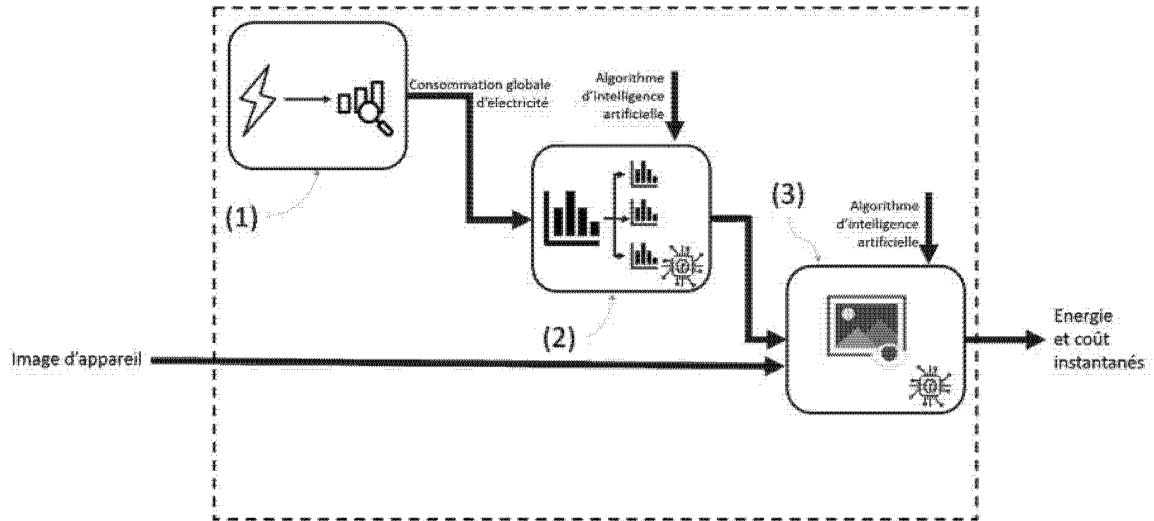 Consommation globale
d'électricité
Algorithme
d'intelligence
artificielle
(1)
(3)
Algorithme
d'intelligence
artificielle
(2)
Image d'appareil
Energie
et coût
instantanés